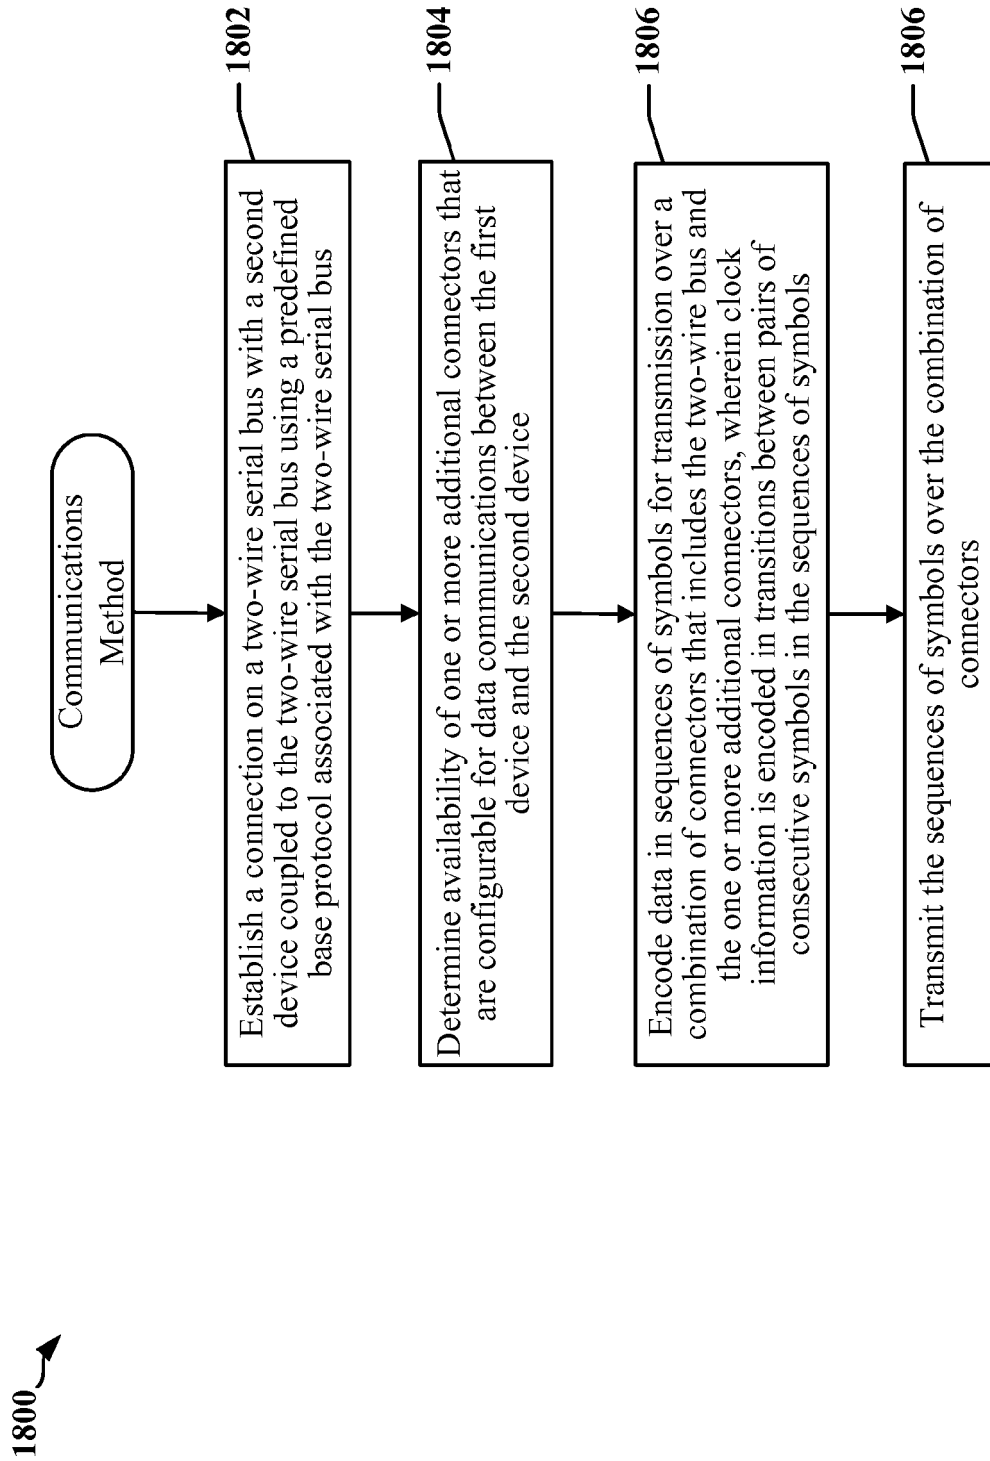 1800
Communications
Method
1802
Establish a connection on a two-wire serial bus with a second
device coupled to the two-wire serial bus using a predefined
base protocol associated with the two-wire serial bus
1804
Determine availability of one or more additional connectors that
are configurable for data communications between the first
device and the second device
1806
Encode data in sequences of symbols for transmission over a
combination of connectors that includes the two-wire bus and
the one or more additional connectors, wherein clock
information is encoded in transitions between pairs of
consecutive symbols in the sequences of symbols
1806
Transmit the sequences of symbols over the combination of
connectors